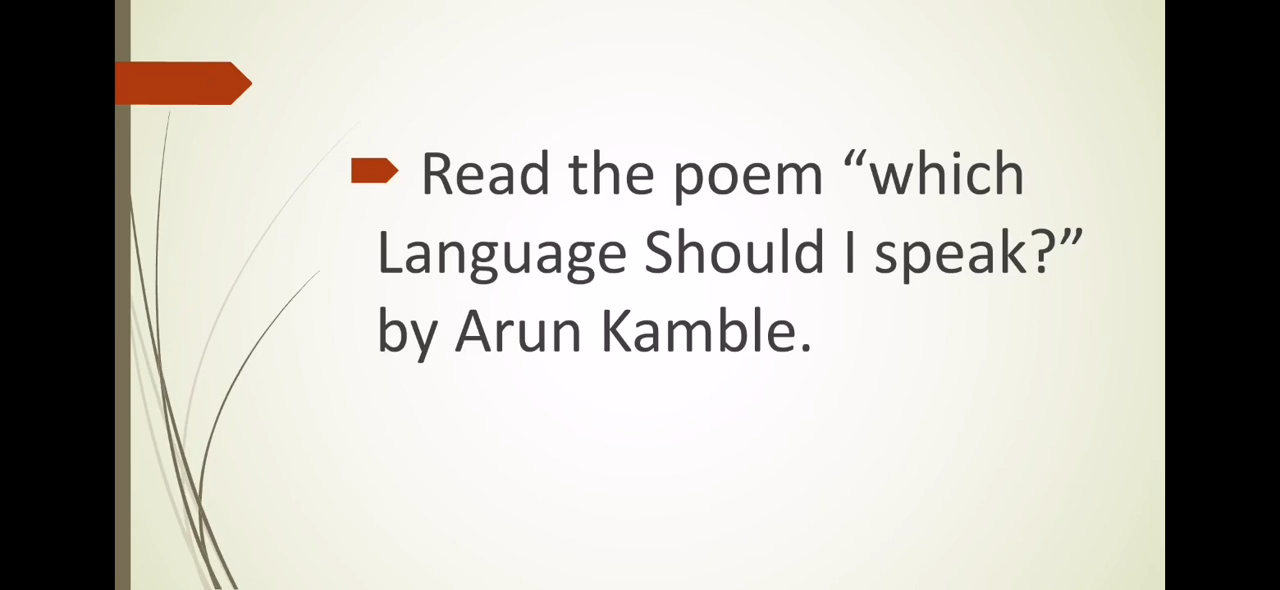 Read the poem “which
Language Should I speak?”
by Arun Kamble.